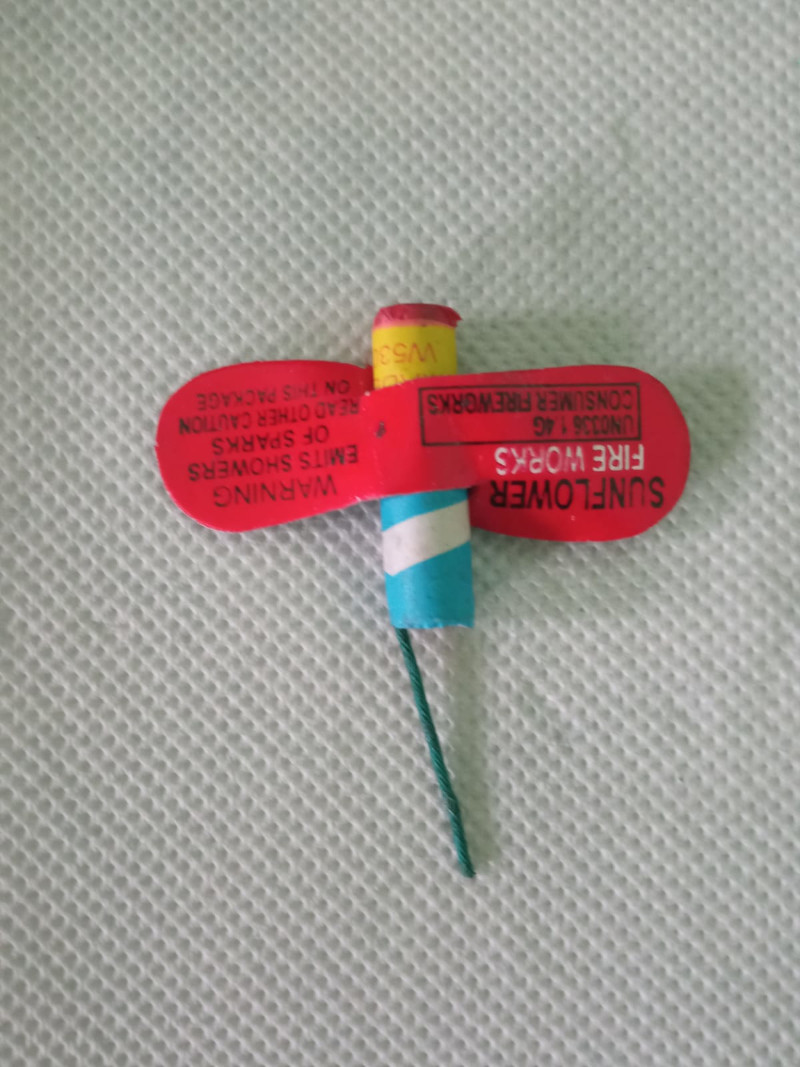 WARNING
EMITS SHOWERS
OF SPARKS
READ OTHER CAUTION
ON THIS PACKAGE
SUNFLOWER
FIRE WORKS
UN0336 1.4G
CONSUMER FIREWORKS